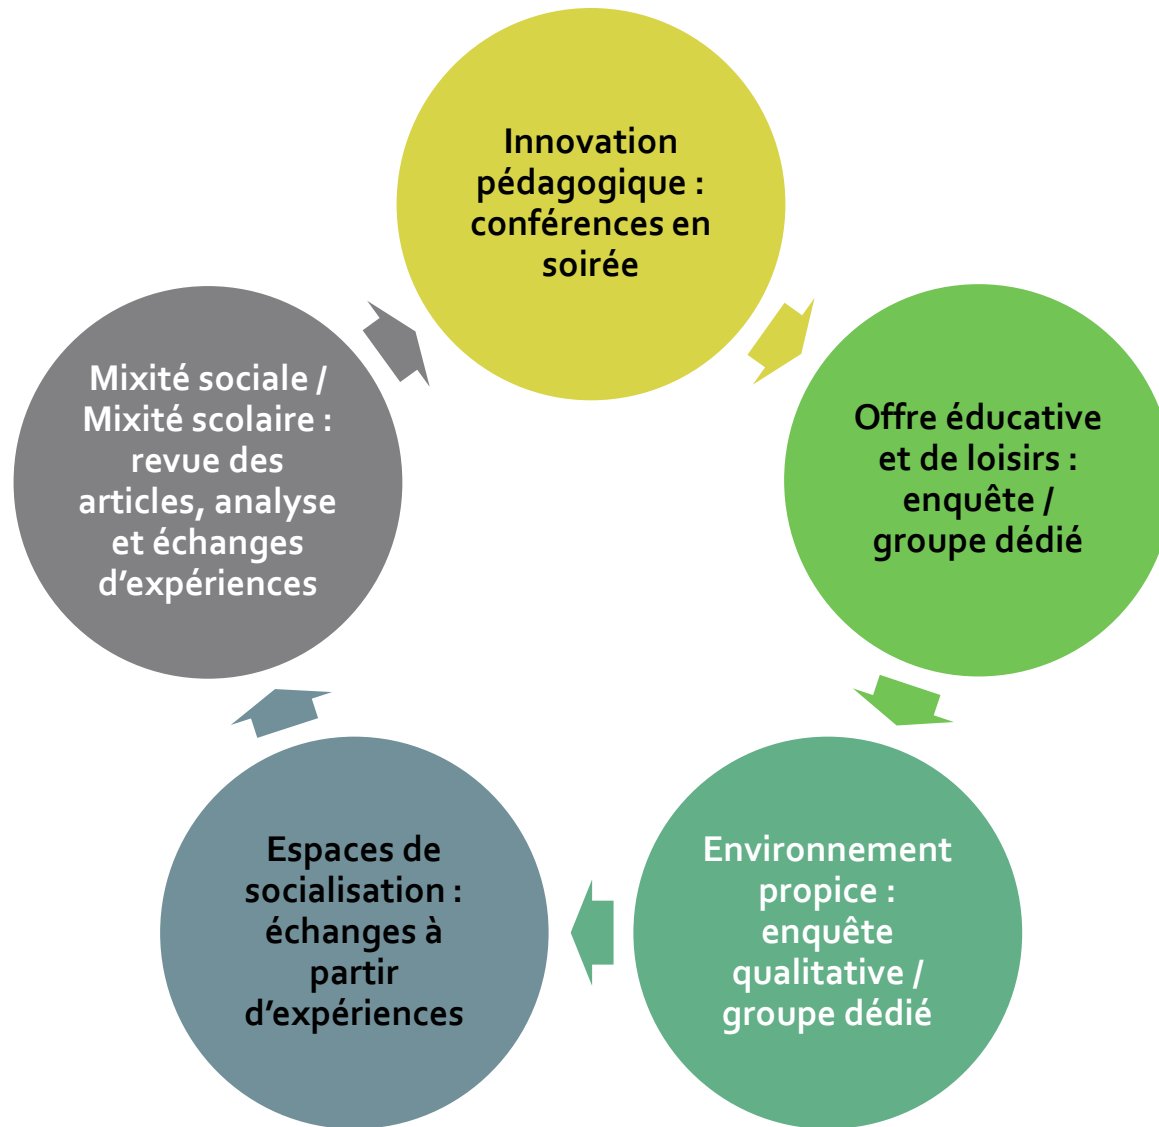 Innovation
pédagogique :
conférences en
soirée
Offre éducative
et de loisirs :
enquête /
groupe dédié
Environnement
propice :
enquête
qualitative /
groupe dédié
Espaces de
socialisation :
échanges à
partir
d’expériences
Mixité sociale /
Mixité scolaire :
revue des
articles, analyse
et échanges
d’expériences